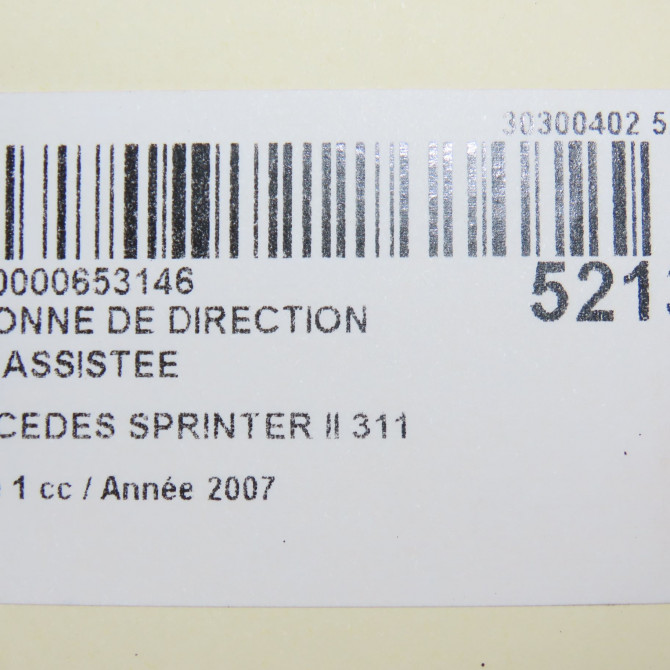 30300402 5
0000653146
5213
ONNE DE DIRECTION
ASSISTEE
CEDES SPRINTER II 311
1 cc / Année 2007